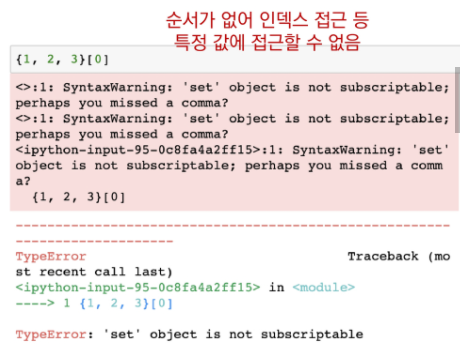 순서가 없어 인덱스 접근 등
특정 값에 접근할 수 없음
{1, 2, 3}[0]
<>:1: SyntaxWarning: 'set' object is not subscriptable;
perhaps you missed a comma?
<>:1: SyntaxWarning: 'set' object is not subscriptable;
perhaps you missed a comma?
<ipython-input-95-0c8fa4a2ff15>:1: SyntaxWarning: 'set'
object is not subscriptable; perhaps you missed a comm
a?
  {1, 2, 3}[0]
-------------------------------------------------------
--------------------
TypeError                                 Traceback (mo
st recent call last)
<ipython-input-95-0c8fa4a2ff15> in <module>
----> 1 {1, 2, 3}[0]
TypeError: 'set' object is not subscriptable